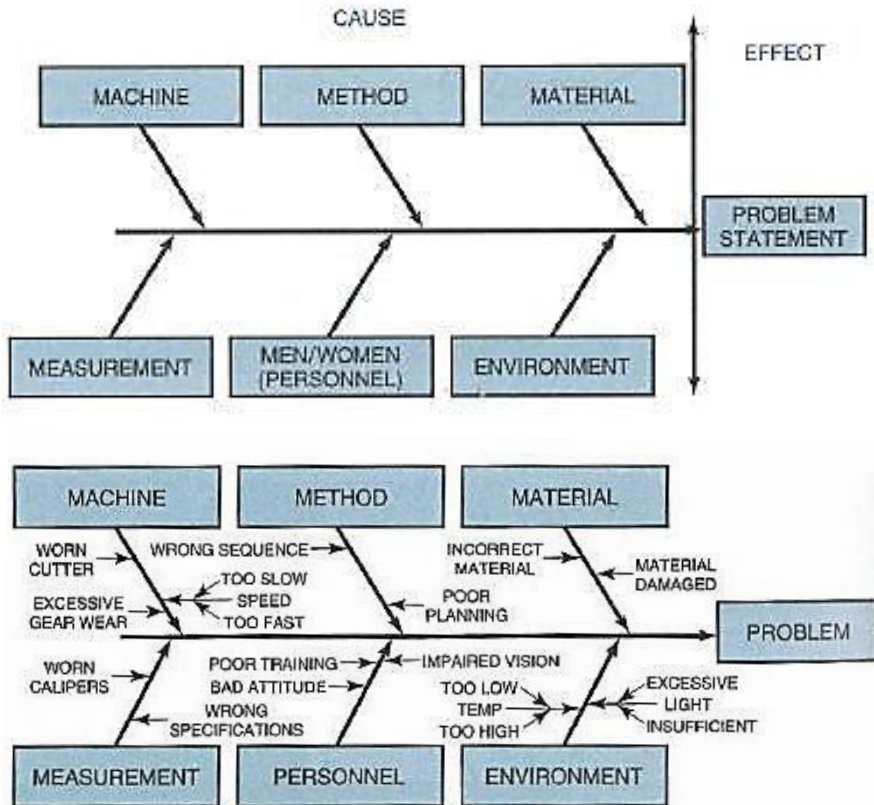 CAUSE
EFFECT
MACHINE
METHOD
MATERIAL
PROBLEM
STATEMENT
MEASUREMENT
MEN/WOMEN
(PERSONNEL)
ENVIRONMENT
MACHINE
METHOD
MATERIAL
WORN
CUTTER
WRONG SEQUENCE
INCORRECT
MATERIAL
MATERIAL
DAMAGED
TOO SLOW
SPEED
TOO FAST
EXCESSIVE
GEAR WEAR
POOR
PLANNING
PROBLEM
WORN
CALIPERS
POOR TRAINING
IMPAIRED VISION
BAD ATTITUDE
TOO LOW
TEMP
TOO HIGH
EXCESSIVE
LIGHT
INSUFFICIENT
WRONG
SPECIFICATIONS
MEASUREMENT
PERSONNEL
ENVIRONMENT